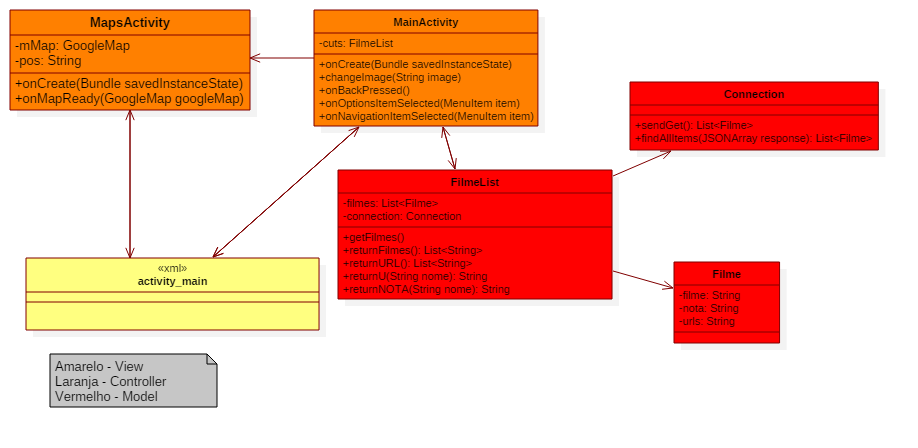 MapsActivity
-mMap: GoogleMap
-pos: String
+onCreate(Bundle savedInstanceState)
+onMapReady(GoogleMap googleMap)
MainActivity
-cuts: FilmeList
+onCreate(Bundle savedInstanceState)
+changeImage(String image)
+onBackPressed()
+onOptionsItemSelected(MenuItem item)
+onNavigationItemSelected(MenuItem item)
Connection
+sendGet(): List<Filme>
+findAllItems(JSONArray response): List<Filme>
FilmeList
-filmes: List<Filme>
-connection: Connection
+getFilmes()
+returnFilmes(): List<String>
+returnURL(): List<String>
+returnU(String nome): String
+returnNOTA(String nome): String
Filme
-filme: String
-nota: String
-urls: String
«xml»
activity_main
Amarelo - View
Laranja - Controller
Vermelho - Model